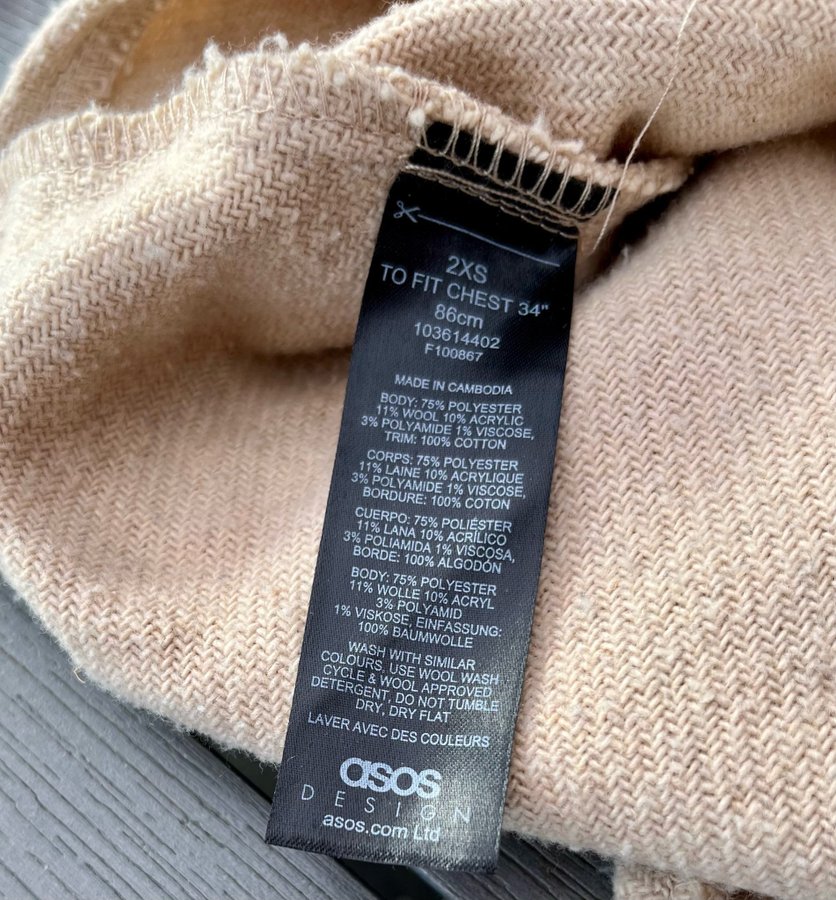 2XS
TO FIT CHEST 34"
86cm
103614402
F100867
MADE IN CAMBODIA
BODY: 75% POLYESTER
11% WOOL 10% ACRYLIC
3% POLYAMIDE 1% VISCOSE,
TRIM: 100% COTTON
CORPS: 75% POLYESTER
11% LAINE 10% ACRYLIQUE
3% POLYAMIDE 1% VISCOSE,
BORDURE: 100% COTON
CUERPO: 75% POLIÉSTER
11% LANA 10% ACRÍLICO
3% POLIAMIDA 1% VISCOSA,
BORDE: 100% ALGODÓN
BODY: 75% POLYESTER
11% WOLLE 10% ACRYL
3% POLYAMID
1% VISKOSE, EINFASSUNG:
100% BAUMWOLLE
WASH WITH SIMILAR
COLOURS. USE WOOL WASH
CYCLE & WOOL APPROVED
DETERGENT, DO NOT TUMBLE
DRY, DRY FLAT
LAVER AVEC DES COULEURS
asos
DESIGN
asos.com Ltd